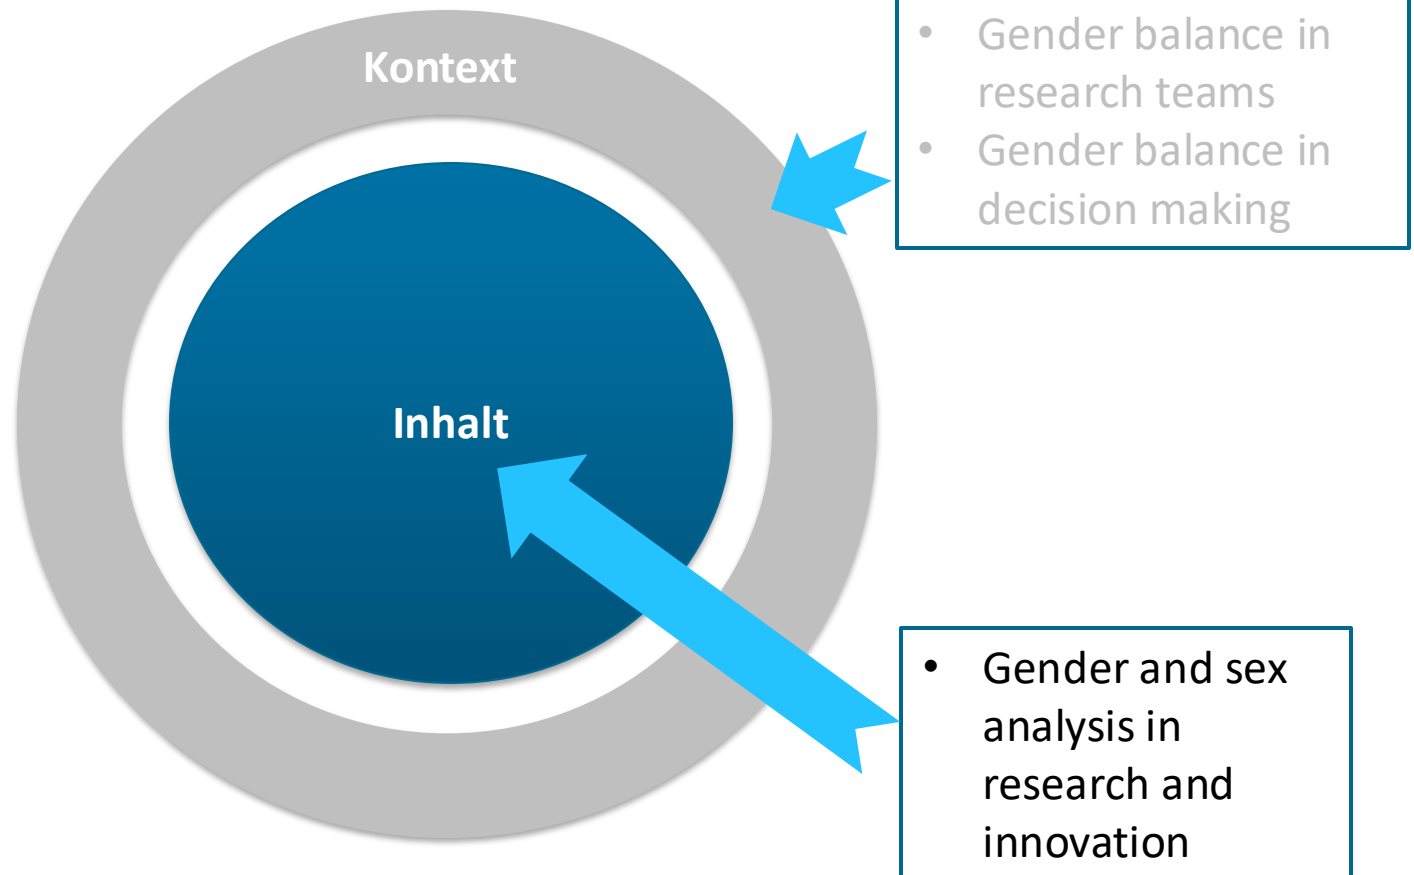 Kontext
• Gender balance in
research teams
• Gender balance in
decision making
Inhalt
• Gender and sex
analysis in
research and
innovation